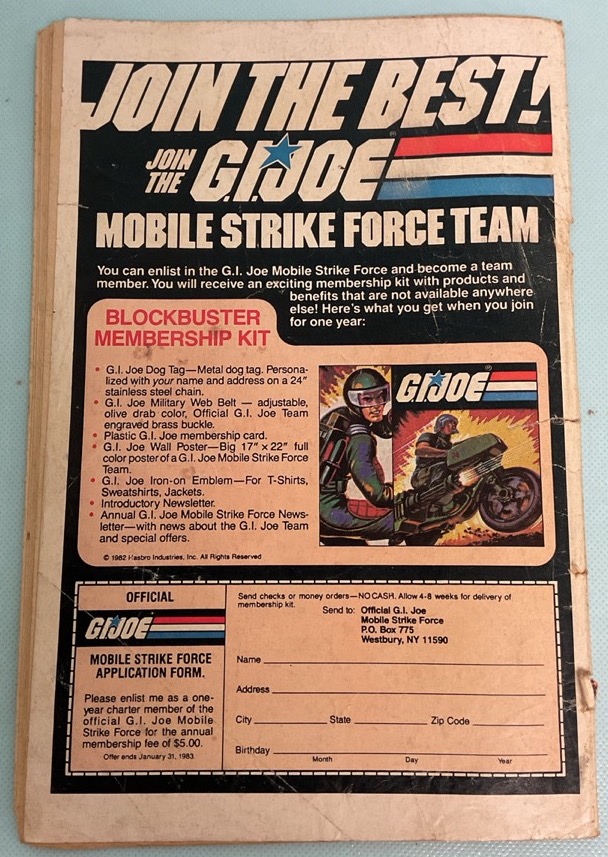 JOIN THE BEST!
JOIN
THE G.I. JOE®
MOBILE STRIKE FORCE TEAM
You can enlist in the G.I. Joe Mobile Strike Force and become a team
member. You will receive an exciting membership kit with products and
benefits that are not available anywhere
else! Here's what you get when you join
for one year:
BLOCKBUSTER
MEMBERSHIP KIT
• G.I. Joe Dog Tag—Metal dog tag. Persona-
lized with your name and address on a 24"
stainless steel chain.
• G.I. Joe Military Web Belt — adjustable,
olive drab color, Official G.I. Joe Team
engraved brass buckle.
• Plastic G.I. Joe membership card.
• G.I. Joe Wall Poster—Big 17" x 22" full
color poster of a G.I. Joe Mobile Strike Force
Team.
• G.I. Joe Iron-on Emblem—For T-Shirts,
Sweatshirts, Jackets.
• Introductory Newsletter.
• Annual G.I. Joe Mobile Strike Force News-
letter—with news about the G.I. Joe Team
and special offers.
© 1982 Hasbro Industries, Inc. All Rights Reserved
G.I. JOE®
OFFICIAL
G.I. JOE
MOBILE STRIKE FORCE
APPLICATION FORM.
Please enlist me as a one-
year charter member of the
official G.I. Joe Mobile
Strike Force for the annual
membership fee of $5.00.
Offer ends January 31, 1983
Send checks or money orders—NO CASH. Allow 4-8 weeks for delivery of
membership kit.
Send to: Official G.I. Joe
Mobile Strike Force
P.O. Box 775
Westbury, NY 11590
Name
Address
City State Zip Code
Birthday
Month Day Year